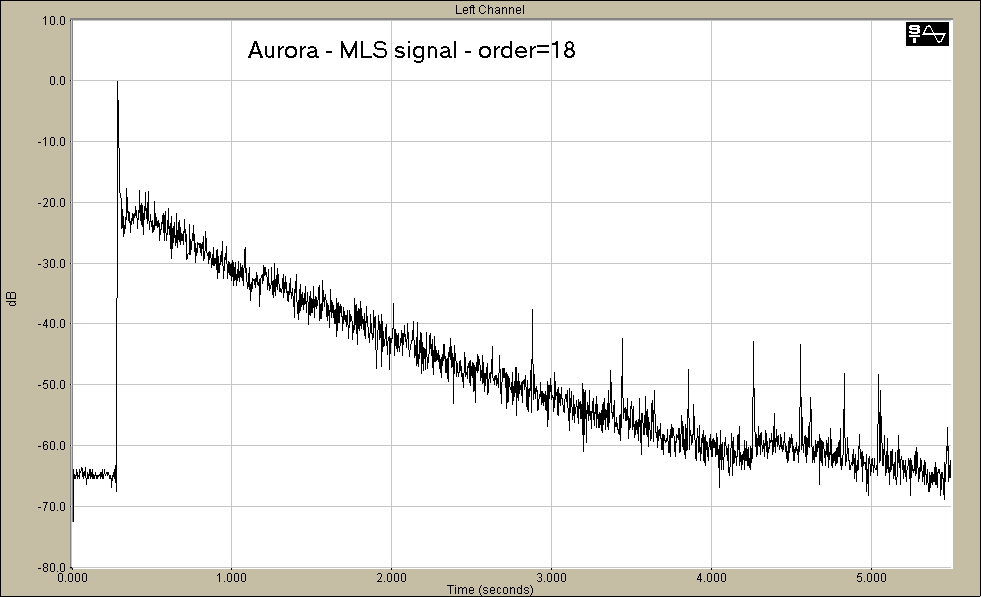 Left Channel
10.0
Aurora - MLS signal - order=18
S
T
0.0
-10.0
-20.0
-30.0
dB
-40.0
-50.0
-60.0
-70.0
-80.0
0.000 1.000 2.000 3.000 4.000 5.000
Time (seconds)